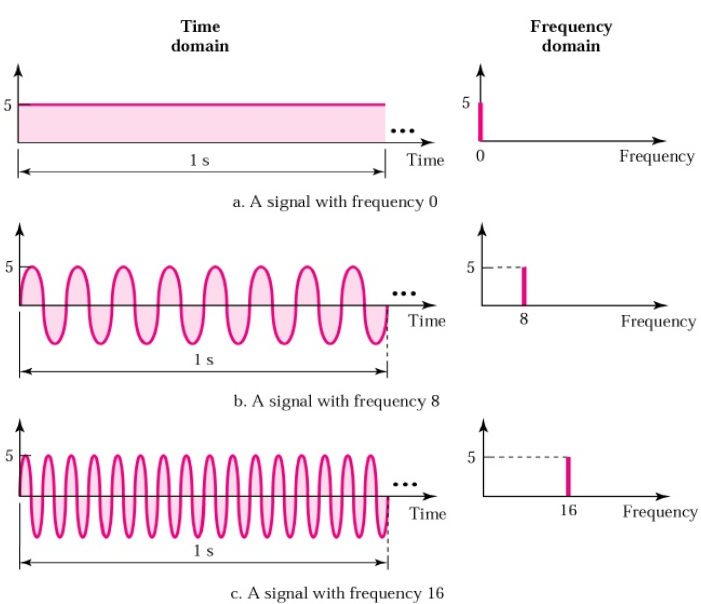 Time
domain
Frequency
domain
5
...
1 s
Time
5
0
Frequency
a. A signal with frequency 0
5
...
Time
1 s
5
8
Frequency
b. A signal with frequency 8
5
...
Time
1 s
5
16
Frequency
c. A signal with frequency 16